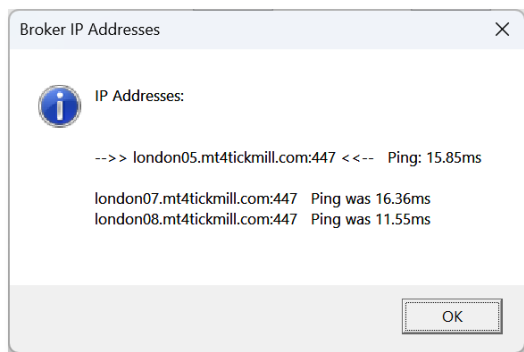 Broker IP Addresses
IP Addresses:
-->> london05.mt4tickmill.com:447 <<-- Ping: 15.85ms
london07.mt4tickmill.com:447 Ping was 16.36ms
london08.mt4tickmill.com:447 Ping was 11.55ms
OK